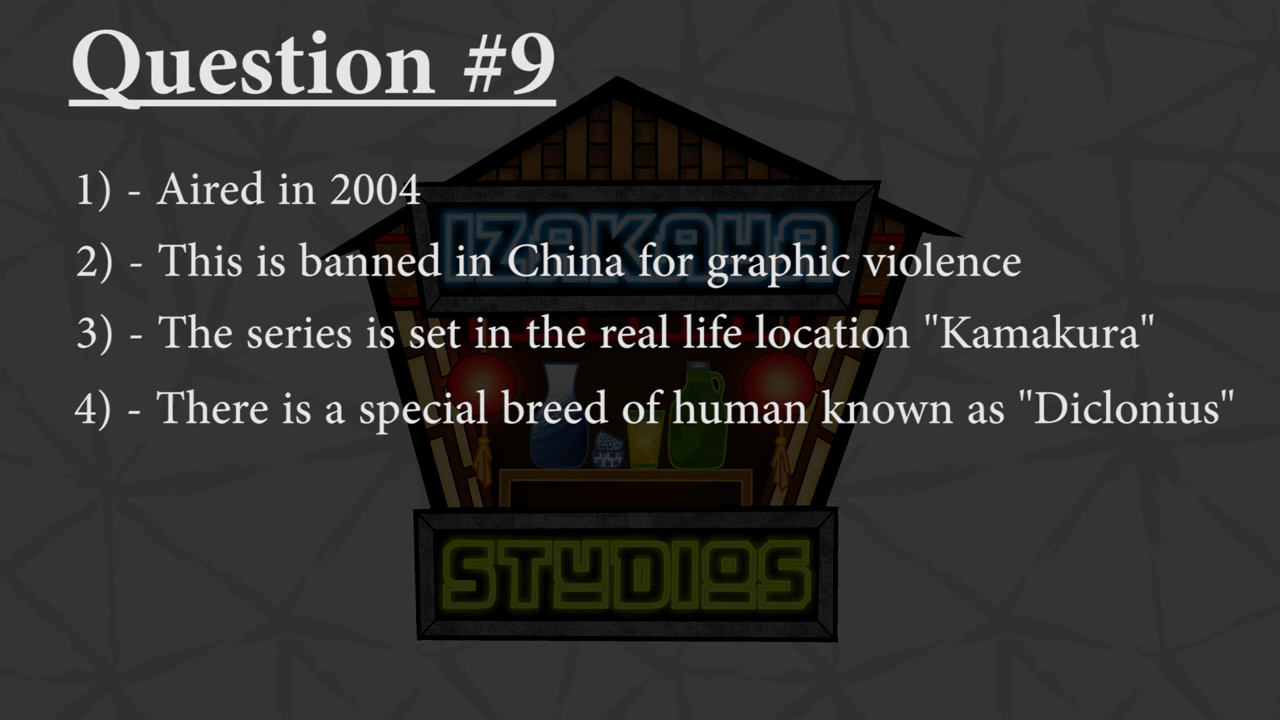 Question #9
1) - Aired in 2004
IZAKAYA
2) - This is banned in China for graphic violence
3) - The series is set in the real life location "Kamakura"
4) - There is a special breed of human known as "Diclonius"
STUDIOS